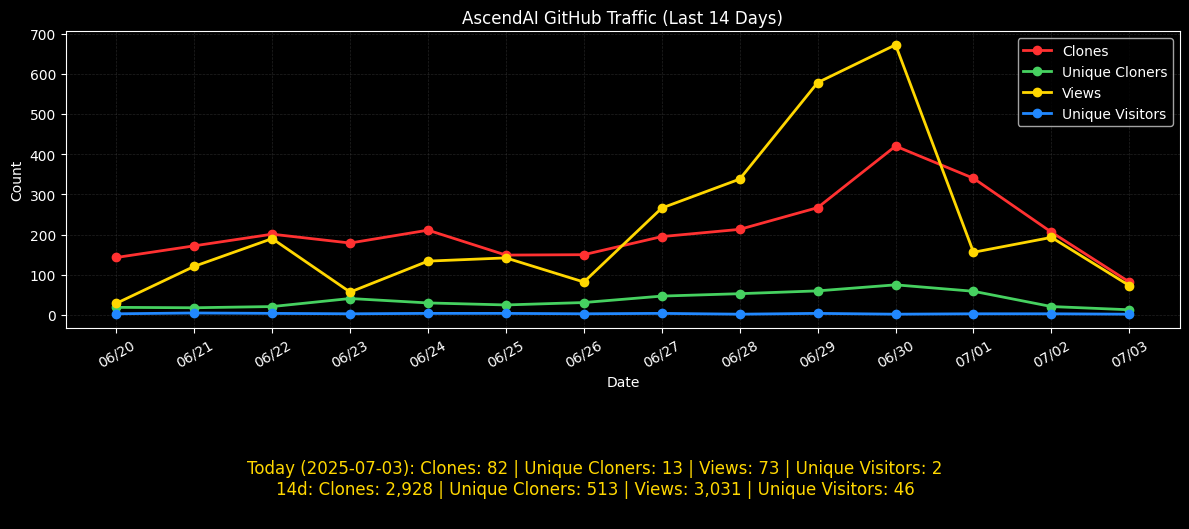 AscendAI GitHub Traffic (Last 14 Days)
700
600
500
400
300
200
100
0
Count
Clones
Unique Cloners
Views
Unique Visitors
06/20
06/21
06/22
06/23
06/24
06/25
06/26
06/27
06/28
06/29
06/30
07/01
07/02
07/03
Date
Today (2025-07-03): Clones: 82 | Unique Cloners: 13 | Views: 73 | Unique Visitors: 2
14d: Clones: 2,928 | Unique Cloners: 513 | Views: 3,031 | Unique Visitors: 46